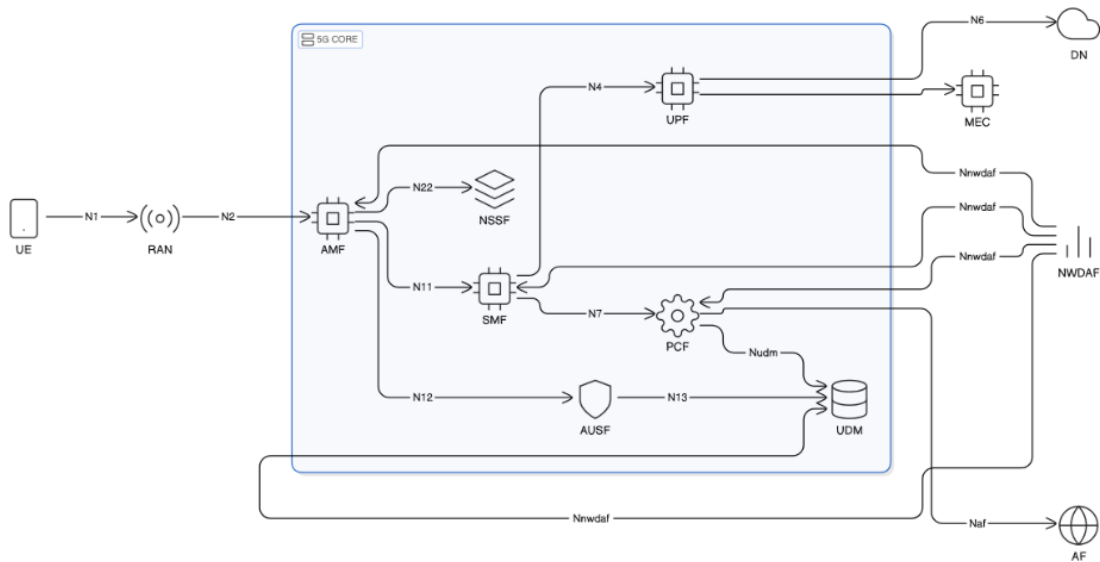 N6
5G CORE
DN
N4
UPF
MEC
Nnwdaf
N22
NSSF
Nnwdaf
N1
N2
UE
RAN
AMF
Nnwdaf
NWDAF
N11
SMF
N7
PCF
Nudm
N12
N13
AUSF
UDM
Nnwdaf
Naf
AF